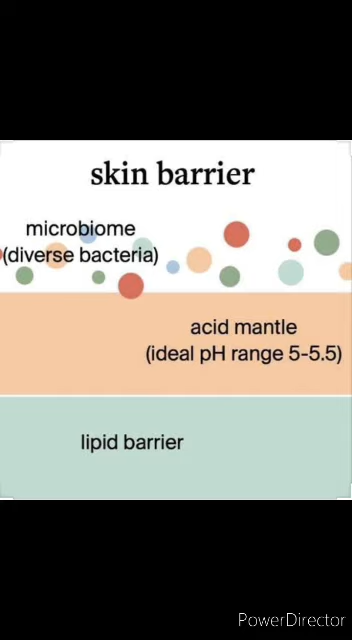 skin barrier
microbiome
(diverse bacteria)
acid mantle
(ideal pH range 5-5.5)
lipid barrier
PowerDirector